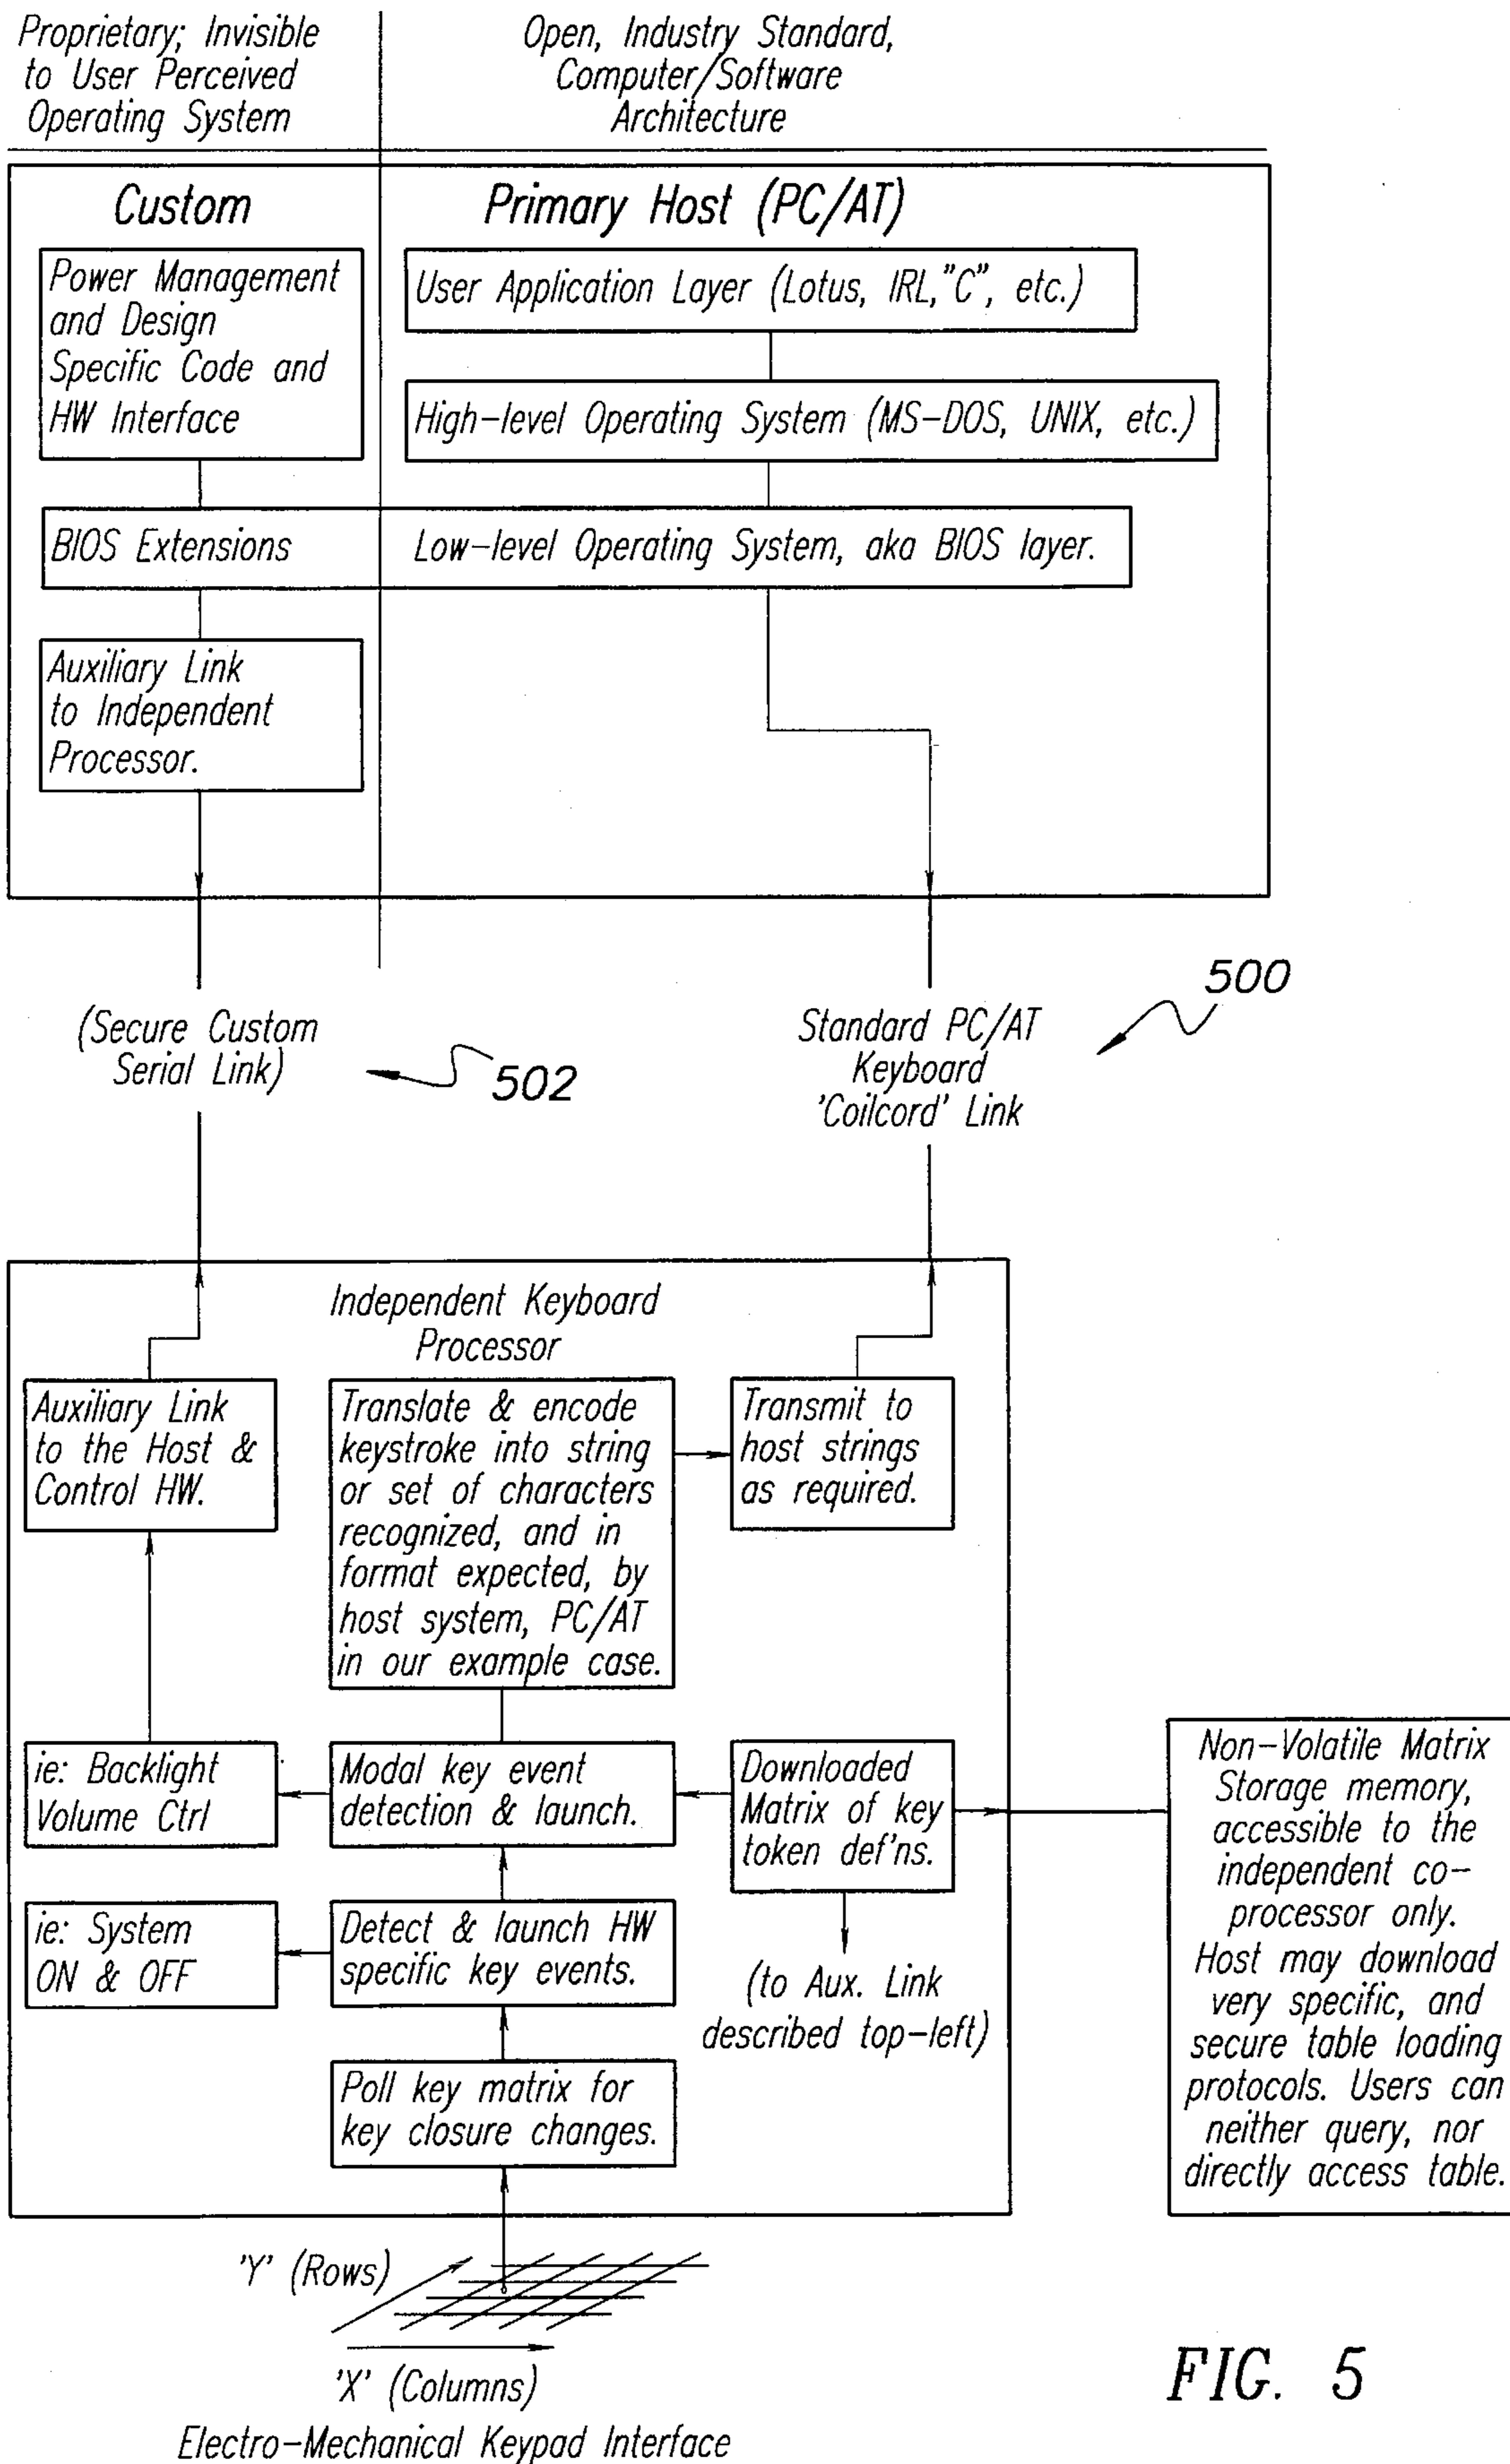 Proprietary; Invisible
to User Perceived
Operating System
Open, Industry Standard,
Computer/Software
Architecture
Custom
Primary Host (PC/AT)
Power Management
and Design
Specific Code and
HW Interface
User Application Layer (Lotus, IRL,"C", etc.)
High-level Operating System (MS-DOS, UNIX, etc.)
BIOS Extensions
Low-level Operating System, aka BIOS layer.
Auxiliary Link
to Independent
Processor.
(Secure Custom
Serial Link)
502
Standard PC/AT
Keyboard
'Coilcord' Link
500
Independent Keyboard
Processor
Auxiliary Link
to the Host &
Control HW.
Translate & encode
keystroke into string
or set of characters
recognized, and in
format expected, by
host system, PC/AT
in our example case.
Transmit to
host strings
as required.
ie: Backlight
Volume Ctrl
Modal key event
detection & launch.
Downloaded
Matrix of key
token def'ns.
Non-Volatile Matrix
Storage memory,
accessible to the
independent co-
processor only.
Host may download
very specific, and
secure table loading
protocols. Users can
neither query, nor
directly access table.
ie: System
ON & OFF
Detect & launch HW
specific key events.
(to Aux. Link
described top-left)
Poll key matrix for
key closure changes.
'Y' (Rows)
'X' (Columns)
Electro-Mechanical Keypad Interface
FIG. 5